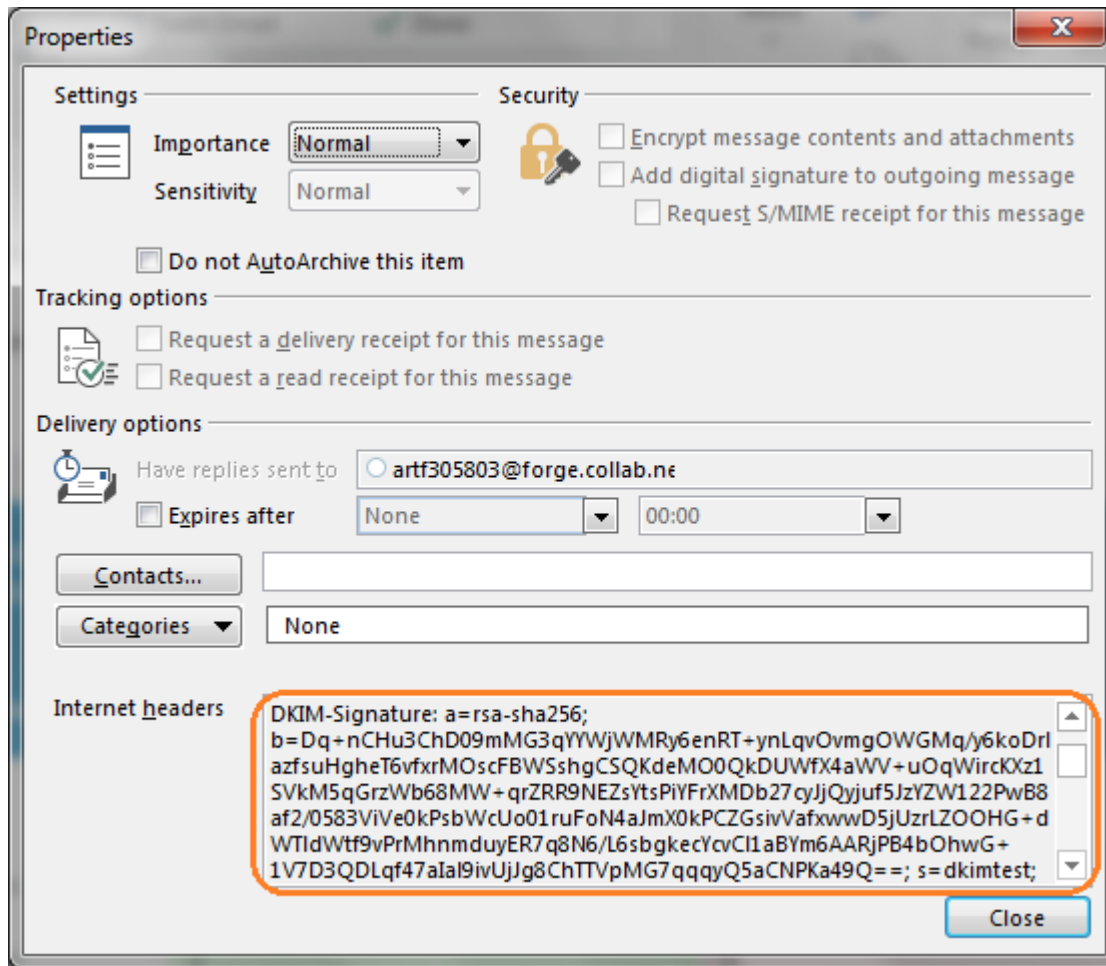 Properties
Settings
Security
Importance
Normal
Encrypt message contents and attachments
Sensitivity
Normal
Add digital signature to outgoing message
Request S/MIME receipt for this message
Do not AutoArchive this item
Tracking options
Request a delivery receipt for this message
Request a read receipt for this message
Delivery options
Have replies sent to
artf305803@forge.collab.ne
Expires after
None
00:00
Contacts...
Categories
None
Internet headers
DKIM-Signature: a=rsa-sha256;
b=Dq+nCHu3ChD09mMG3qYYWjWMRy6enRT+ynLqvOvmgOWGMq/y6koDrI
azfsuHgheT6vfxrMOscFBWSshgCSQKdeMO0QkDUWfX4aWV+uOqWircKXz1
SVkM5qGrzWb68MW+qrZRR9NEZsYtsPiYFrXMDb27cyJjQyjuf5JzYZW122PwB8
af2/0583ViVe0kPsbWcUo01ruFoN4aJmX0kPCZGsivVafxwwD5jUzrLZOOHG+d
WTIdWtf9vPrMhnmduyER7q8N6/L6sbgkecYcvCl1aBYm6AARjPB4bOhwG+
1V7D3QDLqf47aIaI9ivUjJg8ChTTVpMG7qqqyQ5aCNPKa49Q==; s=dkimtest;
Close